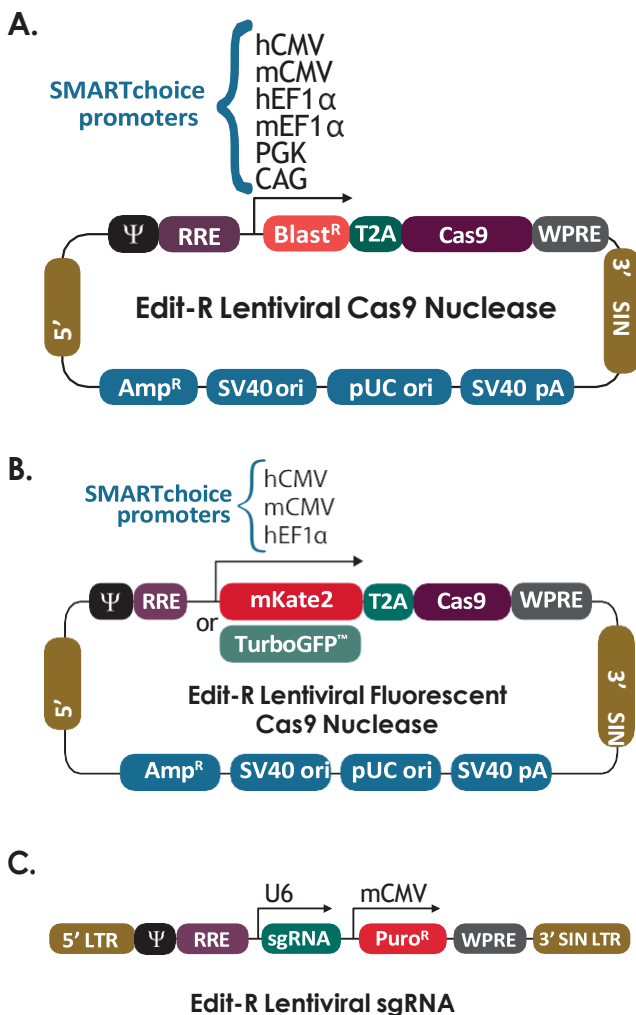 A.
SMARTchoice
promoters
hCMV
mCMV
hEF1α
mEF1α
PGK
CAG
Ψ
RRE
Blastᴿ
T2A
Cas9
WPRE
5'
3' SIN
Edit-R Lentiviral Cas9 Nuclease
Ampᴿ
SV40 ori
pUC ori
SV40 pA
B.
SMARTchoice
promoters
hCMV
mCMV
hEF1α
Ψ
RRE
or
mKate2
TurboGFP™
T2A
Cas9
WPRE
5'
3' SIN
Edit-R Lentiviral Fluorescent
Cas9 Nuclease
Ampᴿ
SV40 ori
pUC ori
SV40 pA
C.
U6
mCMV
5' LTR
Ψ
RRE
sgRNA
Puroᴿ
WPRE
3' SIN LTR
Edit-R Lentiviral sgRNA